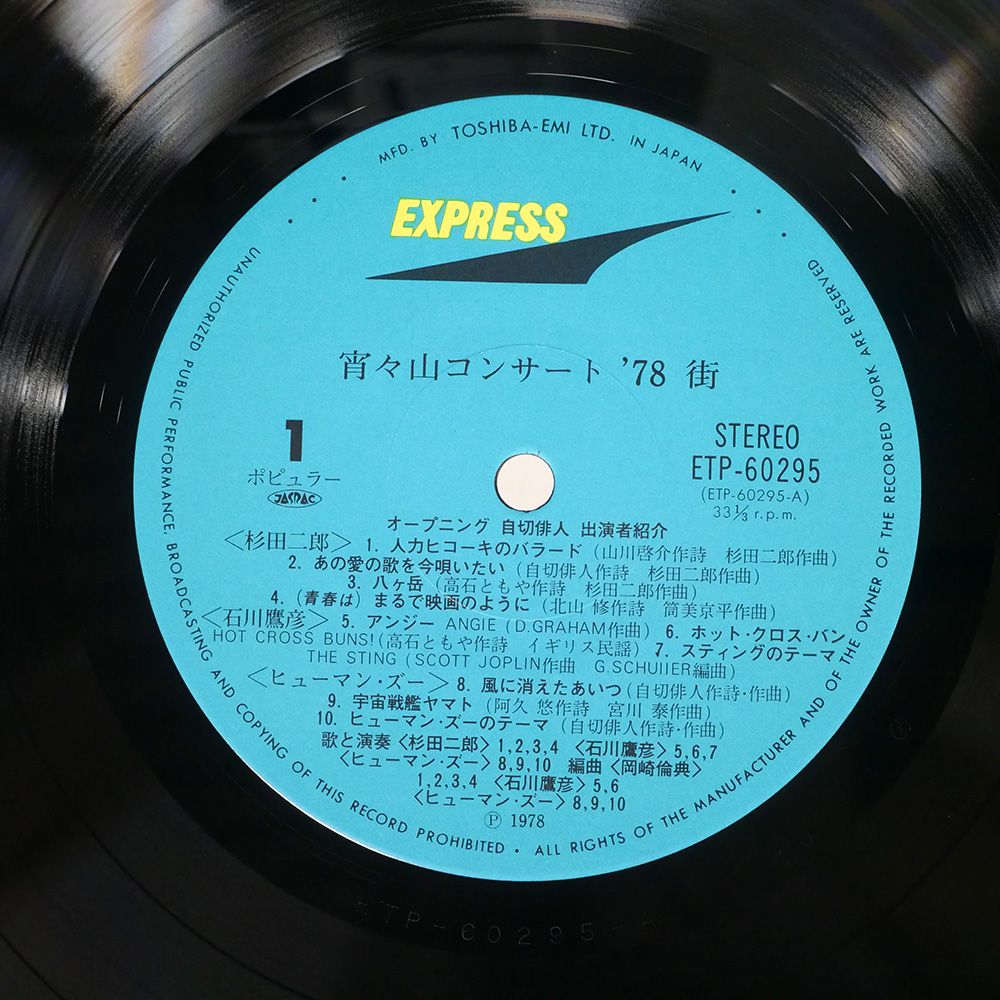 MFD. BY TOSHIBA-EMI LTD. IN JAPAN
EXPRESS
宵々山コンサート '78 街
1
ポピュラー
JASRAC
STEREO
ETP-60295
(ETP-60295-A)
33⅓ r.p.m.
オープニング 自切俳人 出演者紹介
〈杉田二郎〉 1. 人力ヒコーキのバラード (山川啓介作詩 杉田二郎作曲)
2. あの愛の歌を今唄いたい (自切俳人作詩 杉田二郎作曲)
3. 八ヶ岳 (高石ともや作詩 杉田二郎作曲)
4. (青春は) まるで映画のように (北山 修作詩 筒美京平作曲)
〈石川鷹彦〉 5. アンジー ANGIE (D.GRAHAM作曲) 6. ホット・クロス・バン
HOT CROSS BUNS! (高石ともや作詩 イギリス民謡) 7. スティングのテーマ
THE STING (SCOTT JOPLIN作曲 G.SCHUIIER編曲)
〈ヒューマン・ズー〉 8. 風に消えたあいつ (自切俳人作詩・作曲)
9. 宇宙戦艦ヤマト (阿久 悠作詩 宮川 泰作曲)
10. ヒューマン・ズーのテーマ (自切俳人作詩・作曲)
歌と演奏〈杉田二郎〉1,2,3,4 〈石川鷹彦〉5,6,7
〈ヒューマン・ズー〉8,9,10 編曲〈岡崎倫典〉
1,2,3,4 〈石川鷹彦〉5,6
〈ヒューマン・ズー〉8,9,10
Ⓟ 1978
UNAUTHORIZED PUBLIC PERFORMANCE, BROADCASTING AND COPYING OF THIS RECORD PROHIBITED • ALL RIGHTS OF THE MANUFACTURER AND OF THE OWNER OF THE RECORDED WORK ARE RESERVED
Ⓟ
ETP-60295-A